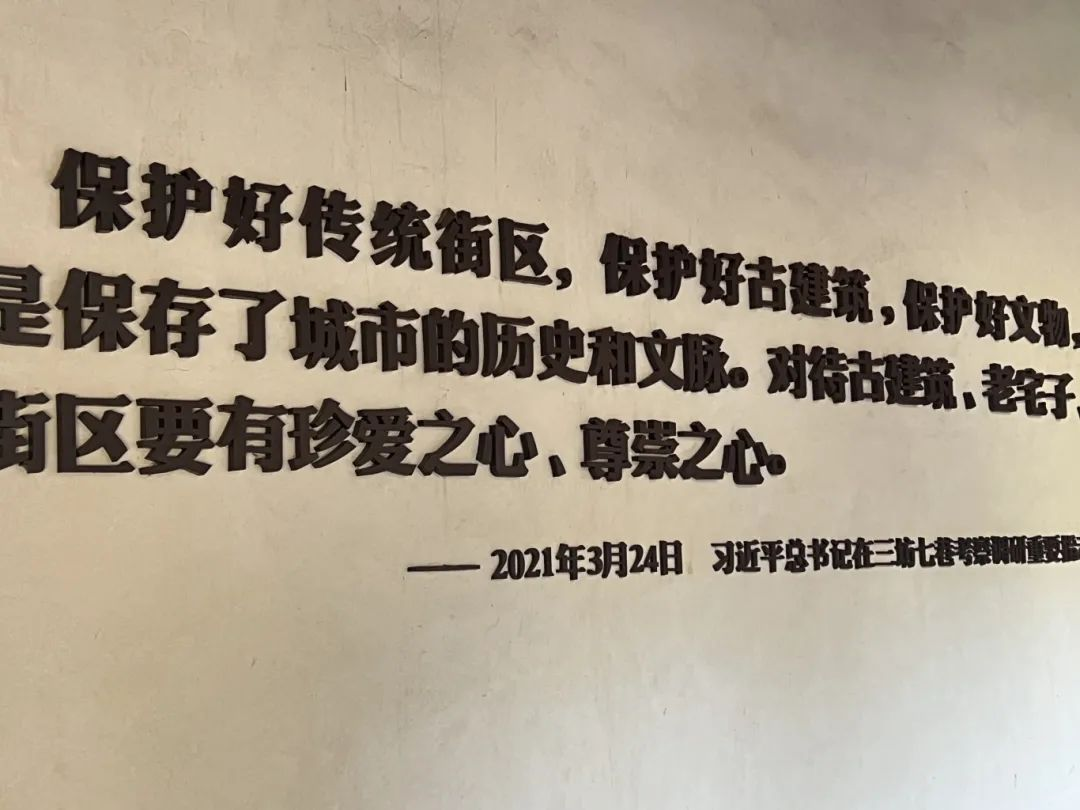 保护好传统街区，保护好古建筑，保护好文物，
是保存了城市的历史和文脉。对待古建筑、老宅子、
街区要有珍爱之心、尊崇之心。
—— 2021年3月24日 习近平总书记在三坊七巷考察调研重要